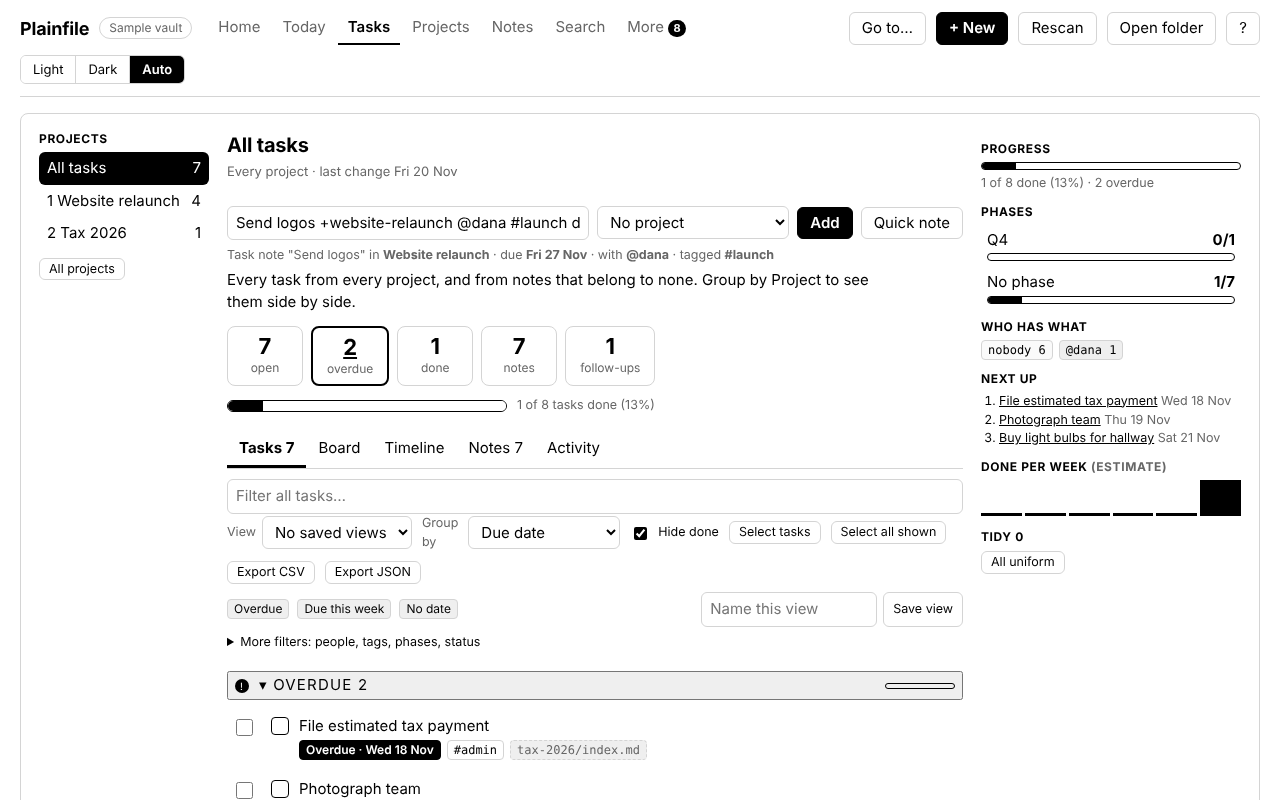 Plainfile Sample vault Home Today Tasks Projects Notes Search More 8 Go to... + New Rescan Open folder ?
Light Dark Auto
PROJECTS
All tasks 7
1 Website relaunch 4
2 Tax 2026 1
All projects
All tasks
Every project · last change Fri 20 Nov
Send logos +website-relaunch @dana #launch d No project Add Quick note
Task note "Send logos" in Website relaunch · due Fri 27 Nov · with @dana · tagged #launch
Every task from every project, and from notes that belong to none. Group by Project to see
them side by side.
7 open
2 overdue
1 done
7 notes
1 follow-ups
1 of 8 tasks done (13%)
Tasks 7 Board Timeline Notes 7 Activity
Filter all tasks...
View No saved views Group by Due date Hide done Select tasks Select all shown
Export CSV Export JSON
Overdue Due this week No date Name this view Save view
More filters: people, tags, phases, status
! ▾ OVERDUE 2
File estimated tax payment
Overdue · Wed 18 Nov #admin tax-2026/index.md
Photograph team
PROGRESS
1 of 8 done (13%) · 2 overdue
PHASES
Q4 0/1
No phase 1/7
WHO HAS WHAT
nobody 6 @dana 1
NEXT UP
1. File estimated tax payment Wed 18 Nov
2. Photograph team Thu 19 Nov
3. Buy light bulbs for hallway Sat 21 Nov
DONE PER WEEK (ESTIMATE)
TIDY 0
All uniform